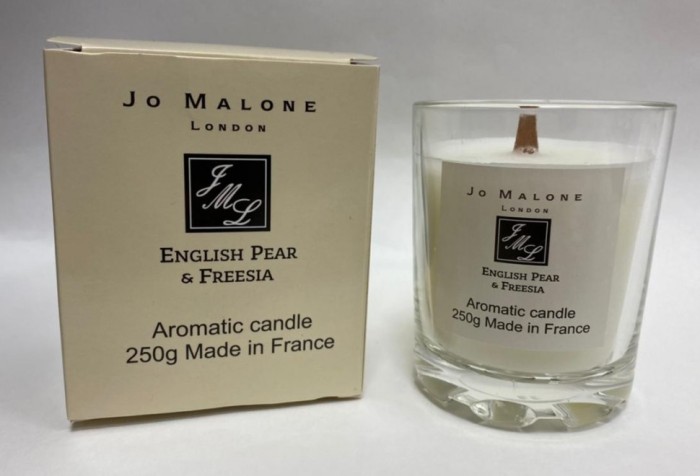 JO MALONE
LONDON
JML
ENGLISH PEAR
& FREESIA
Aromatic candle
250g Made in France
JO MALONE
LONDON
JML
ENGLISH PEAR
& FREESIA
Aromatic candle
250g Made in France